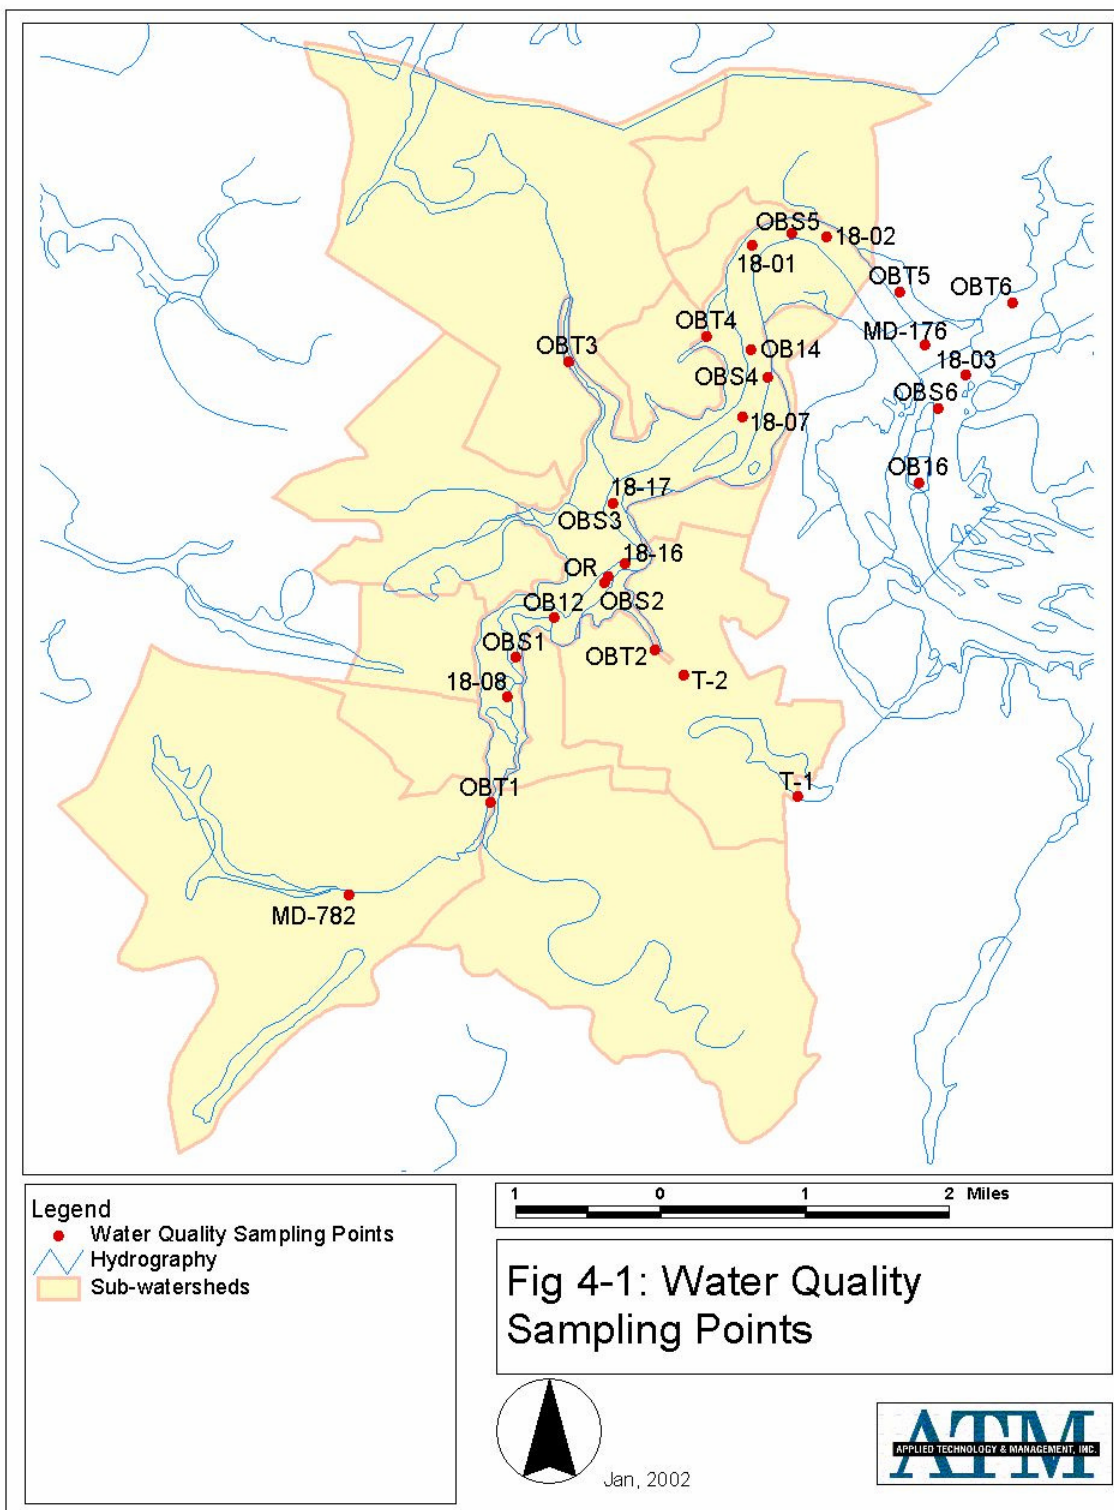 OBS5
18-02
18-01
OBT5
OBT6
OBT4
MD-176
OBT3
OB14
18-03
OBS4
OBS6
18-07
OB16
18-17
OBS3
18-16
OR
OBS2
OB12
OBS1
OBT2
T-2
18-08
T-1
OBT1
MD-782
Legend
Water Quality Sampling Points
Hydrography
Sub-watersheds
1 0 1 2 Miles
Fig 4-1: Water Quality
Sampling Points
Jan, 2002
ATM
APPLIED TECHNOLOGY & MANAGEMENT, INC.